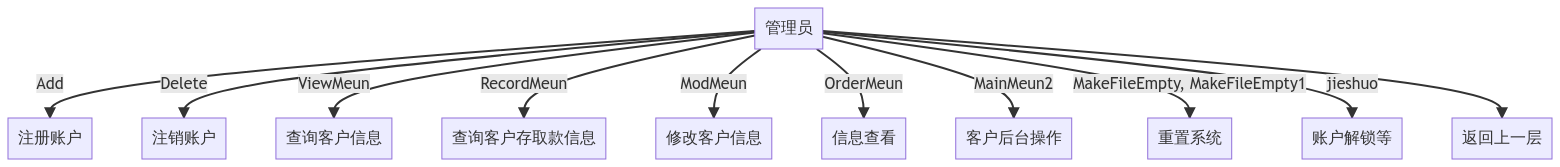 管理员
Add
Delete
ViewMeun
RecordMeun
ModMeun
OrderMeun
MainMeun2
MakeFileEmpty, MakeFileEmpty1
jjeshuo
注册账户
注销账户
查询客户信息
查询客户存取款信息
修改客户信息
信息查看
客户后台操作
重置系统
账户解锁等
返回上一层